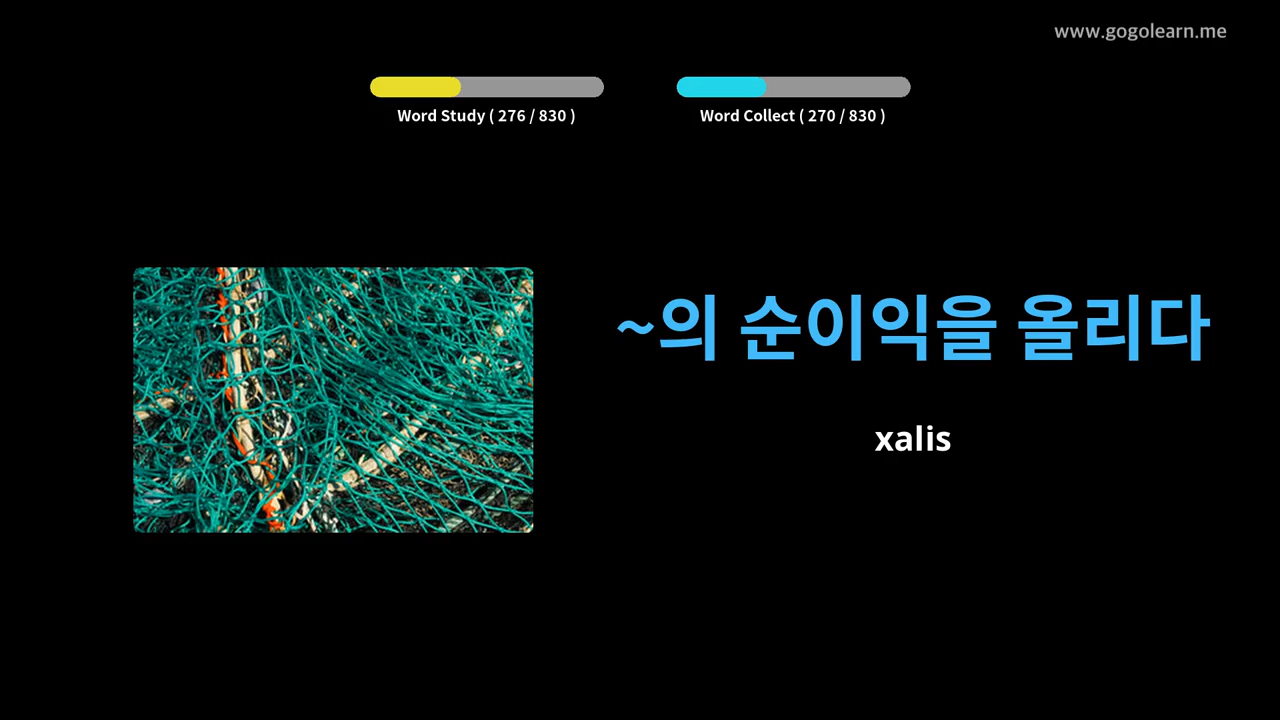 www.gogolearn.me
Word Study ( 276 / 830 )
Word Collect ( 270 / 830 )
~의 순이익을 올리다
xalis